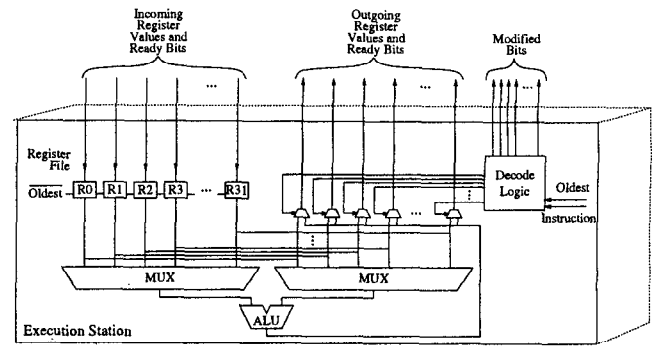 Incoming
Register
Values and
Ready Bits
Outgoing
Register
Values and
Ready Bits
Modified
Bits
...
...
...
Register
File
Oldest
R0 R1 R2 R3 ... R31
Decode
Logic
Oldest
Instruction
...
MUX
MUX
ALU
Execution Station